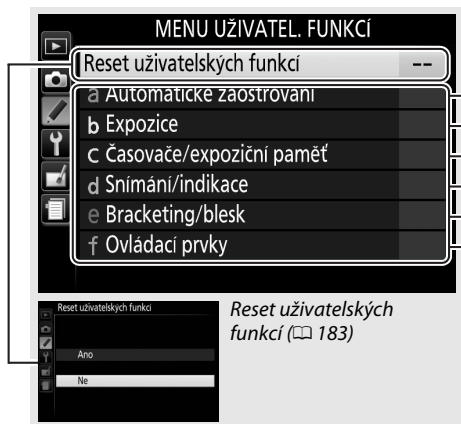 MENU UŽIVATEL. FUNKCÍ
Reset uživatelských funkcí --
a Automatické zaostřování
b Expozice
c Časovače/expoziční paměť
d Snímání/indikace
e Bracketing/blesk
f Ovládací prvky
Reset uživatelských funkcí
Ano
Ne
Reset uživatelských
funkcí (📖 183)